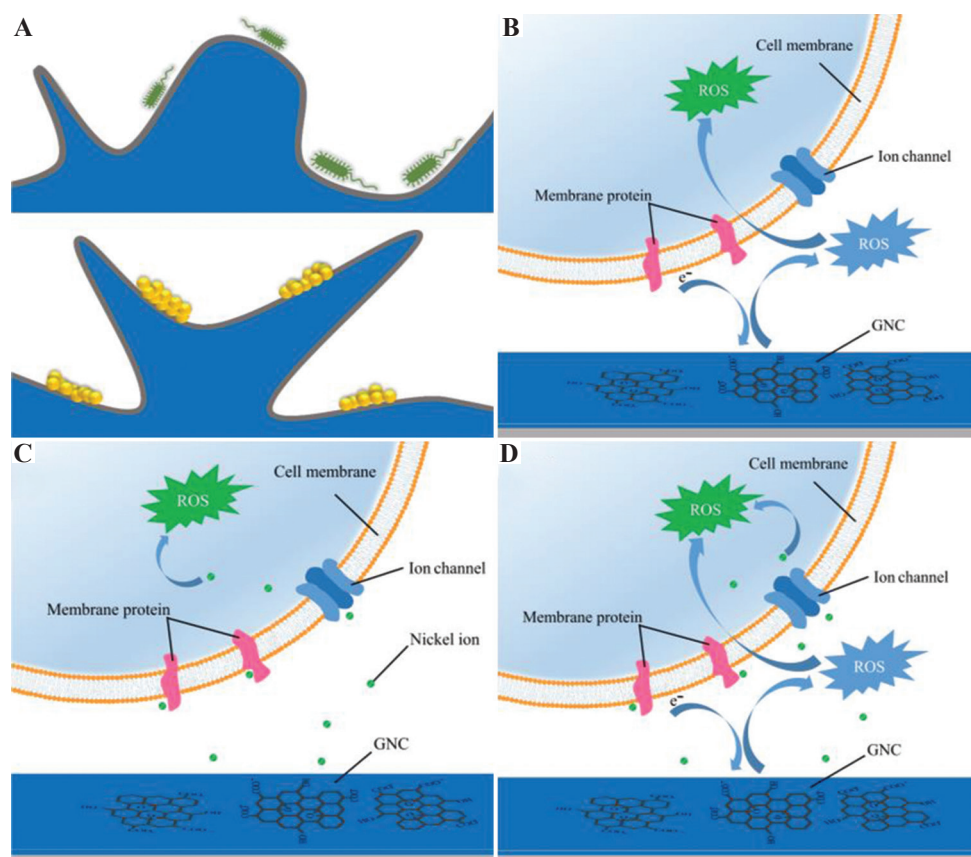 A
B
Cell membrane
ROS
Ion channel
Membrane protein
ROS
e⁻
GNC
C
Cell membrane
ROS
Ion channel
Membrane protein
Nickel ion
GNC
D
Cell membrane
ROS
Ion channel
Membrane protein
ROS
e⁻
GNC